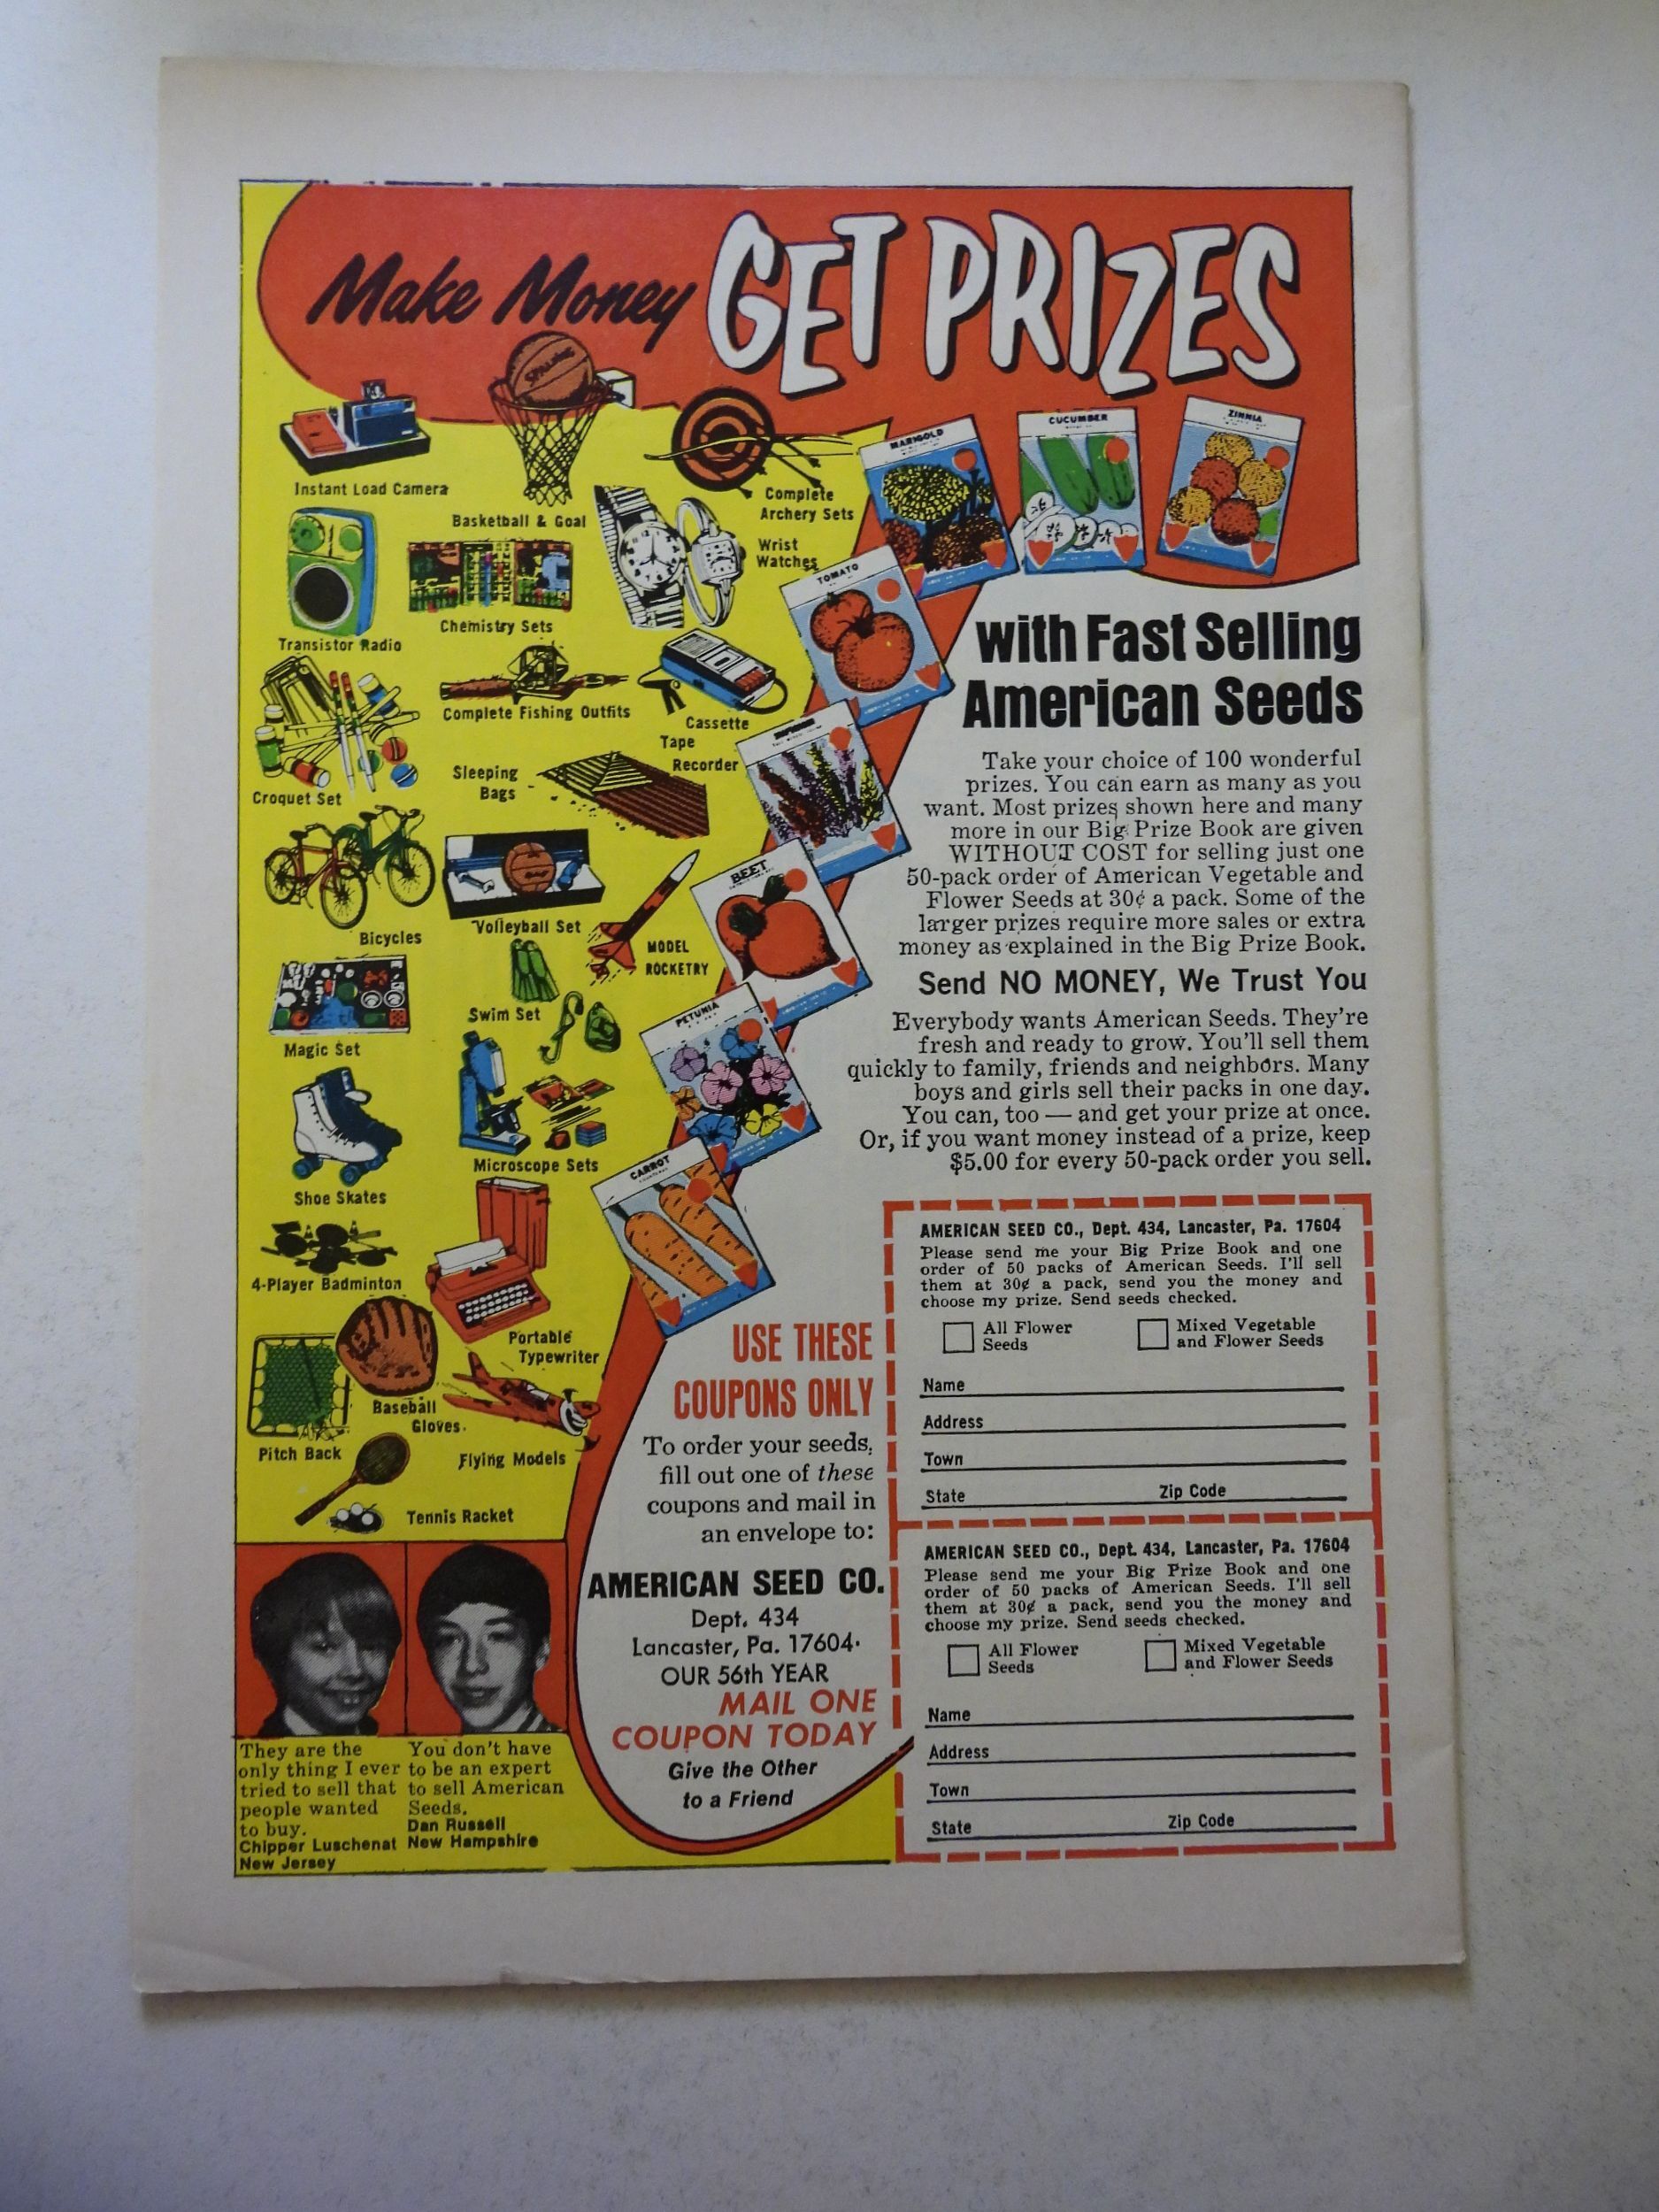 Make Money GET PRIZES
SPALDING
Instant Load Camera
Basketball & Goal
Complete
Archery Sets
Wrist
Watches
Transistor Radio
Chemistry Sets
Complete Fishing Outfits
Cassette
Tape
Recorder
Croquet Set
Sleeping
Bags
Bicycles
Volleyball Set
MODEL
ROCKETRY
Magic Set
Swim Set
Shoe Skates
Microscope Sets
4-Player Badminton
Portable
Typewriter
Baseball
Gloves.
Pitch Back
Flying Models
Tennis Racket
MARIGOLD
CUCUMBER
ZINNIA
TOMATO
BEET
PETUNIA
CARROT
with Fast Selling
American Seeds
Take your choice of 100 wonderful
prizes. You can earn as many as you
want. Most prizes shown here and many
more in our Big Prize Book are given
WITHOUT COST for selling just one
50-pack order of American Vegetable and
Flower Seeds at 30¢ a pack. Some of the
larger prizes require more sales or extra
money as explained in the Big Prize Book.
Send NO MONEY, We Trust You
Everybody wants American Seeds. They're
fresh and ready to grow. You'll sell them
quickly to family, friends and neighbors. Many
boys and girls sell their packs in one day.
You can, too — and get your prize at once.
Or, if you want money instead of a prize, keep
$5.00 for every 50-pack order you sell.
USE THESE
COUPONS ONLY
To order your seeds,
fill out one of these
coupons and mail in
an envelope to:
AMERICAN SEED CO.
Dept. 434
Lancaster, Pa. 17604
OUR 56th YEAR
MAIL ONE
COUPON TODAY
Give the Other
to a Friend
AMERICAN SEED CO., Dept. 434, Lancaster, Pa. 17604
Please send me your Big Prize Book and one
order of 50 packs of American Seeds. I'll sell
them at 30¢ a pack, send you the money and
choose my prize. Send seeds checked.
All Flower
Seeds
Mixed Vegetable
and Flower Seeds
Name
Address
Town
State Zip Code
AMERICAN SEED CO., Dept. 434, Lancaster, Pa. 17604
Please send me your Big Prize Book and one
order of 50 packs of American Seeds. I'll sell
them at 30¢ a pack, send you the money and
choose my prize. Send seeds checked.
All Flower
Seeds
Mixed Vegetable
and Flower Seeds
Name
Address
Town
State Zip Code
They are the
only thing I ever
tried to sell that
people wanted
to buy.
Chipper Luschenat
New Jersey
You don't have
to be an expert
to sell American
Seeds.
Dan Russell
New Hampshire